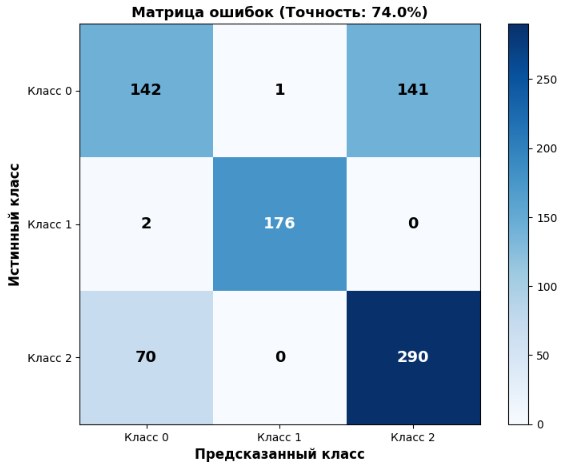 Матрица ошибок (Точность: 74.0%)
Истинный класс
Класс 0
142
1
141
Класс 1
2
176
0
Класс 2
70
0
290
Класс 0
Класс 1
Класс 2
Предсказанный класс
250
200
150
100
50
0